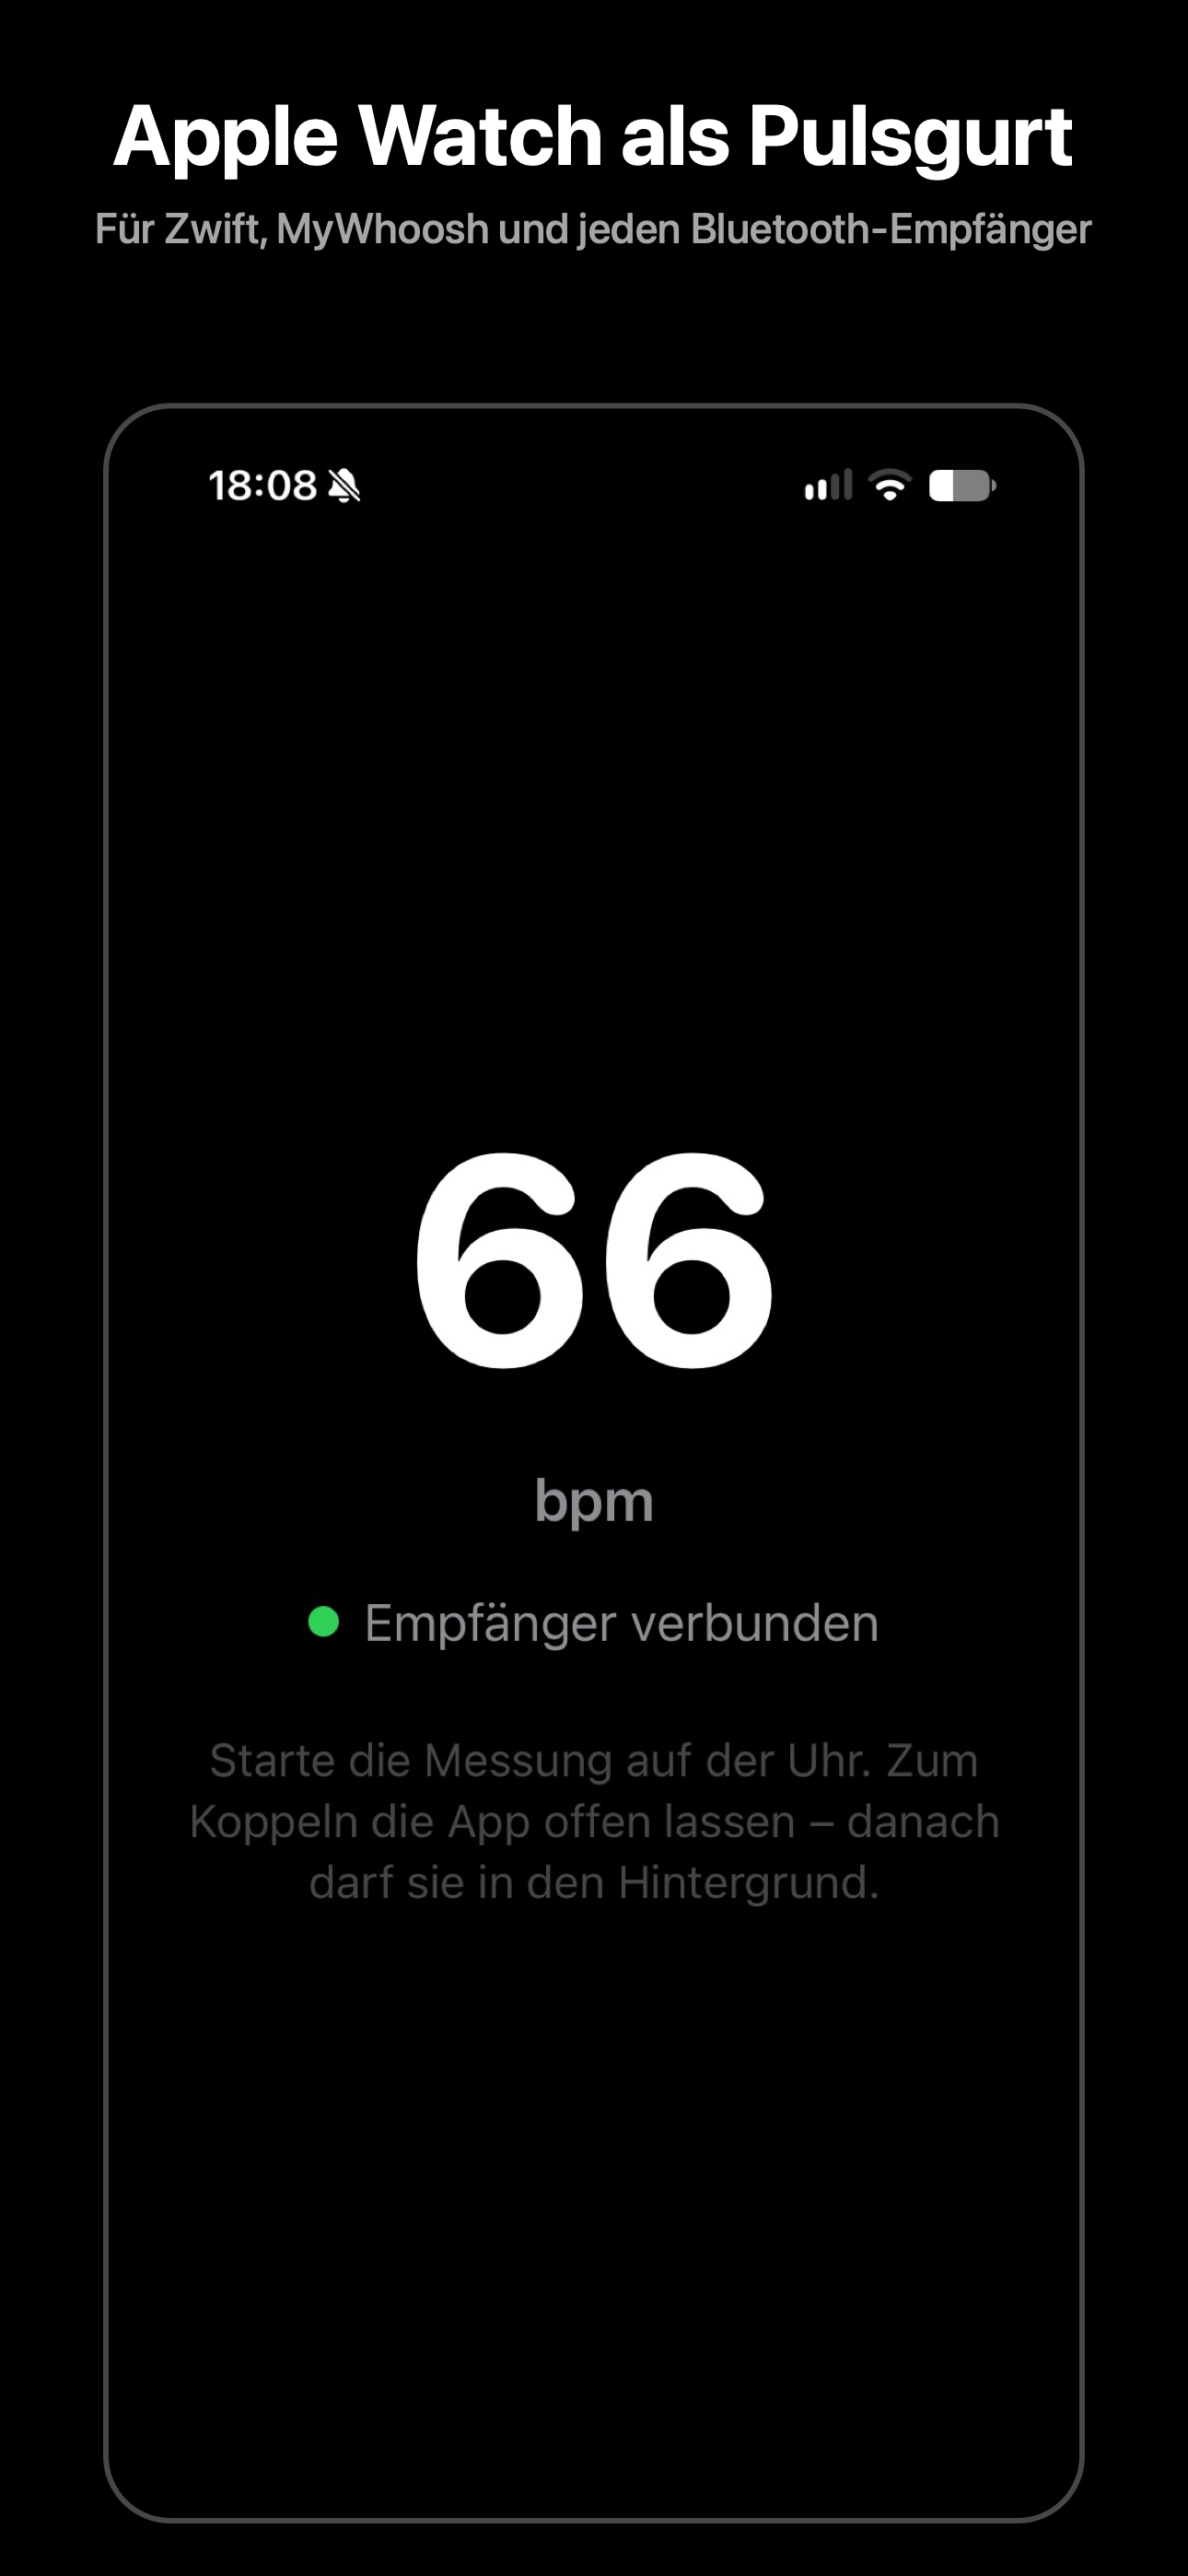 Apple Watch als Pulsgurt
Für Zwift, MyWhoosh und jeden Bluetooth-Empfänger
18:08
66
bpm
Empfänger verbunden
Starte die Messung auf der Uhr. Zum
Koppeln die App offen lassen – danach
darf sie in den Hintergrund.